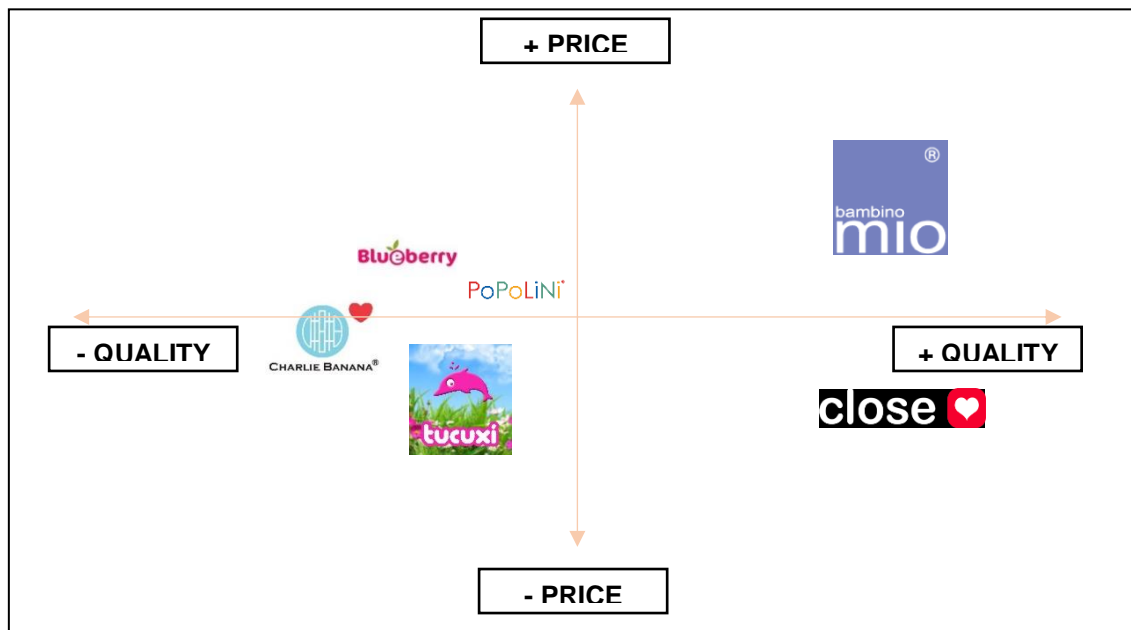 + PRICE
®
bambino
mio
Blueberry
PoPoLiNi
- QUALITY
+ QUALITY
CHARLIE BANANA®
tucuxi
close
- PRICE